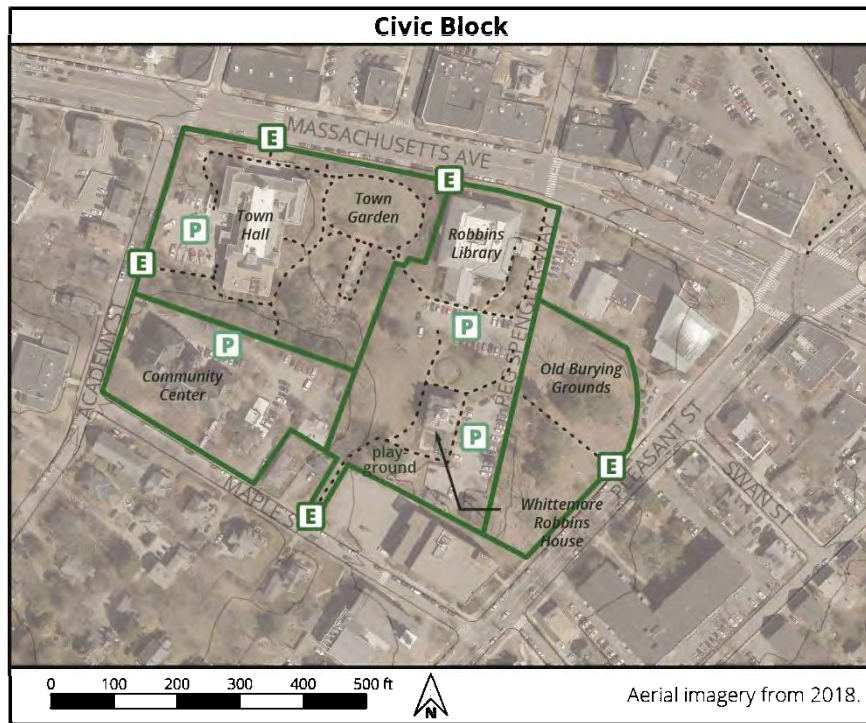 Civic Block
MASSACHUSETTS AVE
E
E
Town
Hall
Town
Garden
P
Robbins
Library
E
PEG SPENGLER WAY
P
P
ACADEMY ST
Community
Center
Old Burying
Grounds
P
play-
ground
E
PLEASANT ST
SWAN ST
MAPLE S
E
Whittemore
Robbins
House
0 100 200 300 400 500 ft
N
Aerial imagery from 2018.